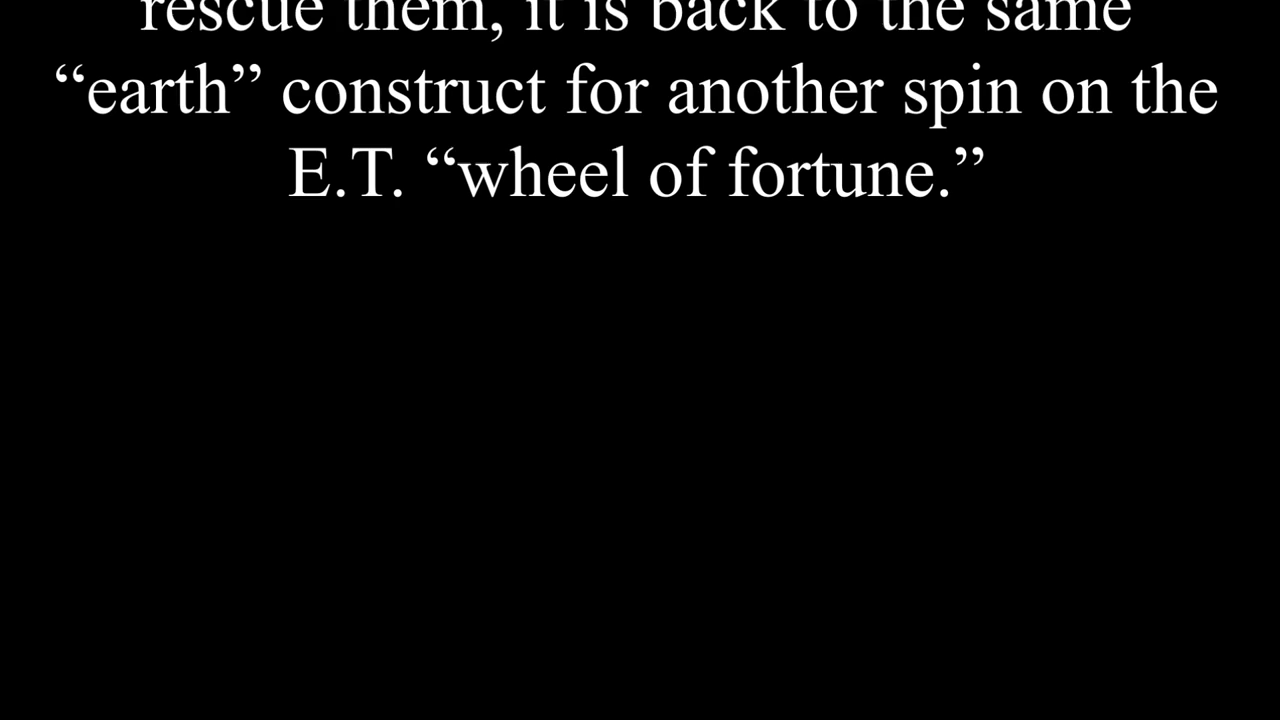 rescue them, it is back to the same
“earth” construct for another spin on the
E.T. “wheel of fortune.”